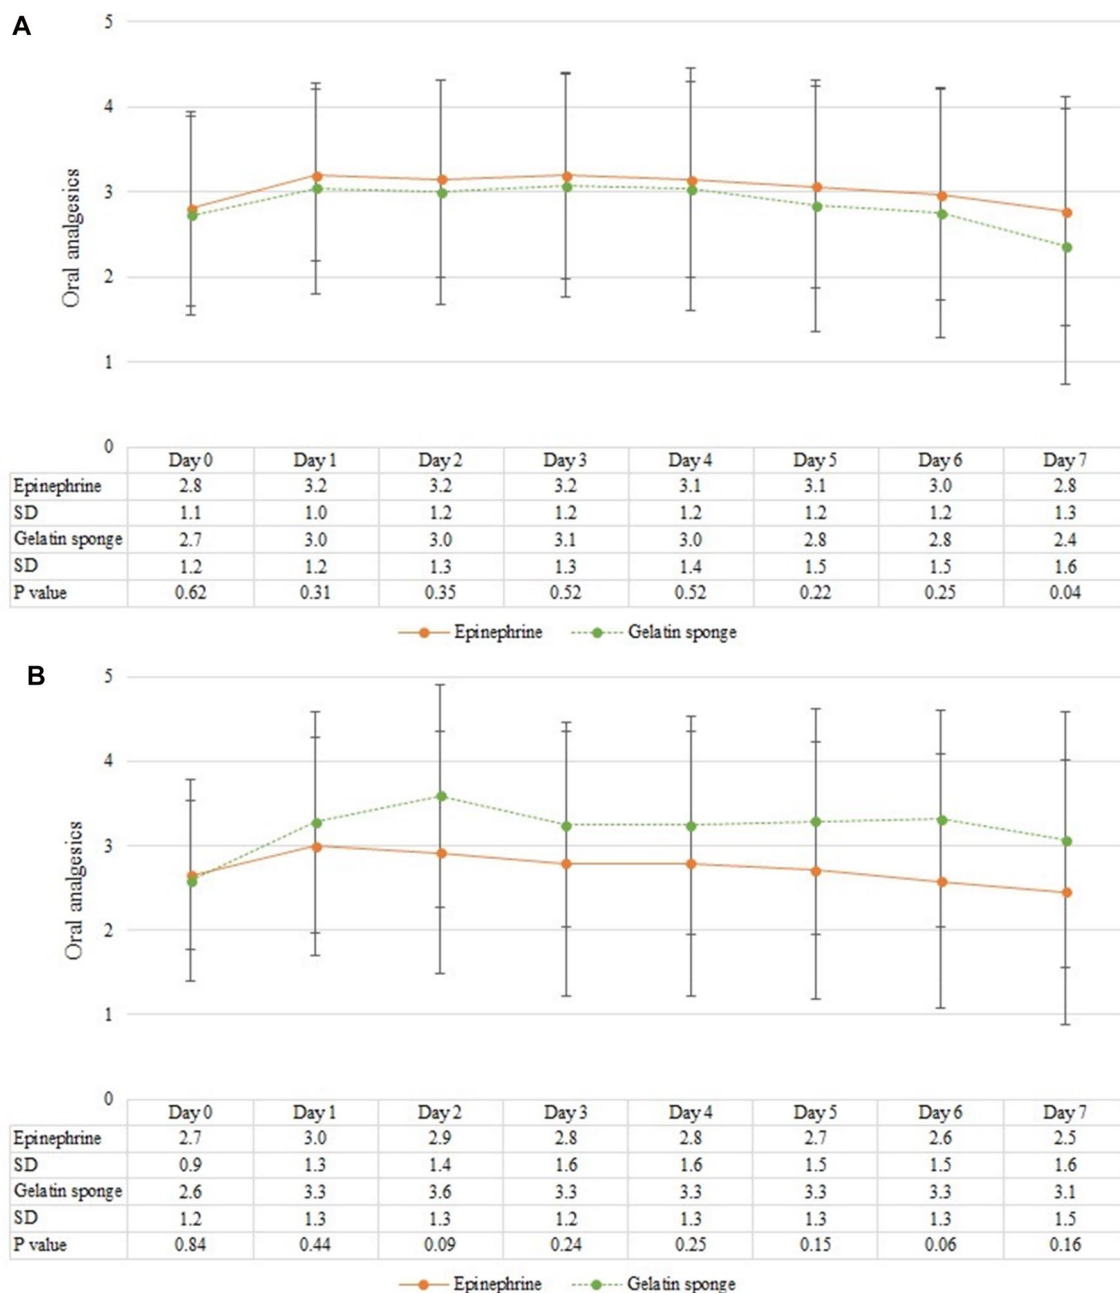 A
5
4
3
2
1
0
Oral analgesics
Day 0 Day 1 Day 2 Day 3 Day 4 Day 5 Day 6 Day 7
Epinephrine 2.8 3.2 3.2 3.2 3.1 3.1 3.0 2.8
SD 1.1 1.0 1.2 1.2 1.2 1.2 1.2 1.3
Gelatin sponge 2.7 3.0 3.0 3.1 3.0 2.8 2.8 2.4
SD 1.2 1.2 1.3 1.3 1.4 1.5 1.5 1.6
P value 0.62 0.31 0.35 0.52 0.52 0.22 0.25 0.04
Epinephrine Gelatin sponge
B
5
4
3
2
1
0
Oral analgesics
Day 0 Day 1 Day 2 Day 3 Day 4 Day 5 Day 6 Day 7
Epinephrine 2.7 3.0 2.9 2.8 2.8 2.7 2.6 2.5
SD 0.9 1.3 1.4 1.6 1.6 1.5 1.5 1.6
Gelatin sponge 2.6 3.3 3.6 3.3 3.3 3.3 3.3 3.1
SD 1.2 1.3 1.3 1.2 1.3 1.3 1.3 1.5
P value 0.84 0.44 0.09 0.24 0.25 0.15 0.06 0.16
Epinephrine Gelatin sponge